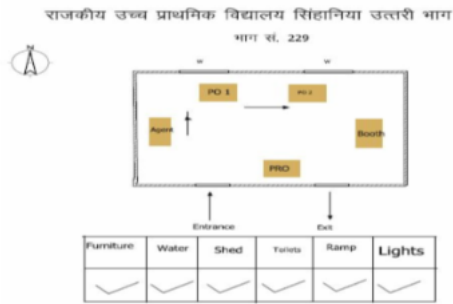 राजकीय उच्च प्राथमिक विद्यालय सिंहानिया उत्तरी भाग
भाग सं. 229
N
W W
PO 1 PO 2
Agent Booth
PRO
Entrance Exit
Furniture Water Shed Toilets Ramp Lights